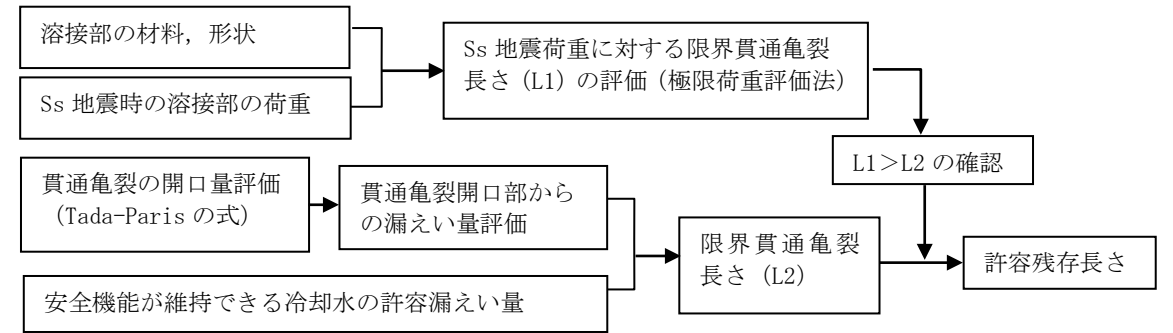 溶接部の材料，形状
Ss 地震時の溶接部の荷重
Ss 地震荷重に対する限界貫通亀裂
長さ（L1）の評価（極限荷重評価法）
L1＞L2 の確認
貫通亀裂の開口量評価
（Tada-Paris の式）
貫通亀裂開口部から
の漏えい量評価
安全機能が維持できる冷却水の許容漏えい量
限界貫通亀裂
長さ（L2）
許容残存長さ